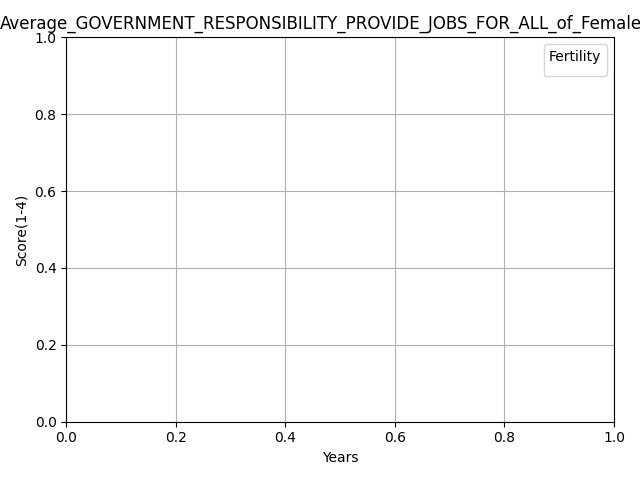 Average_GOVERNMENT_RESPONSIBILITY_PROVIDE_JOBS_FOR_ALL_of_Female
Fertility
1.0
0.8
0.6
0.4
0.2
0.0
Score(1-4)
0.0 0.2 0.4 0.6 0.8 1.0
Years